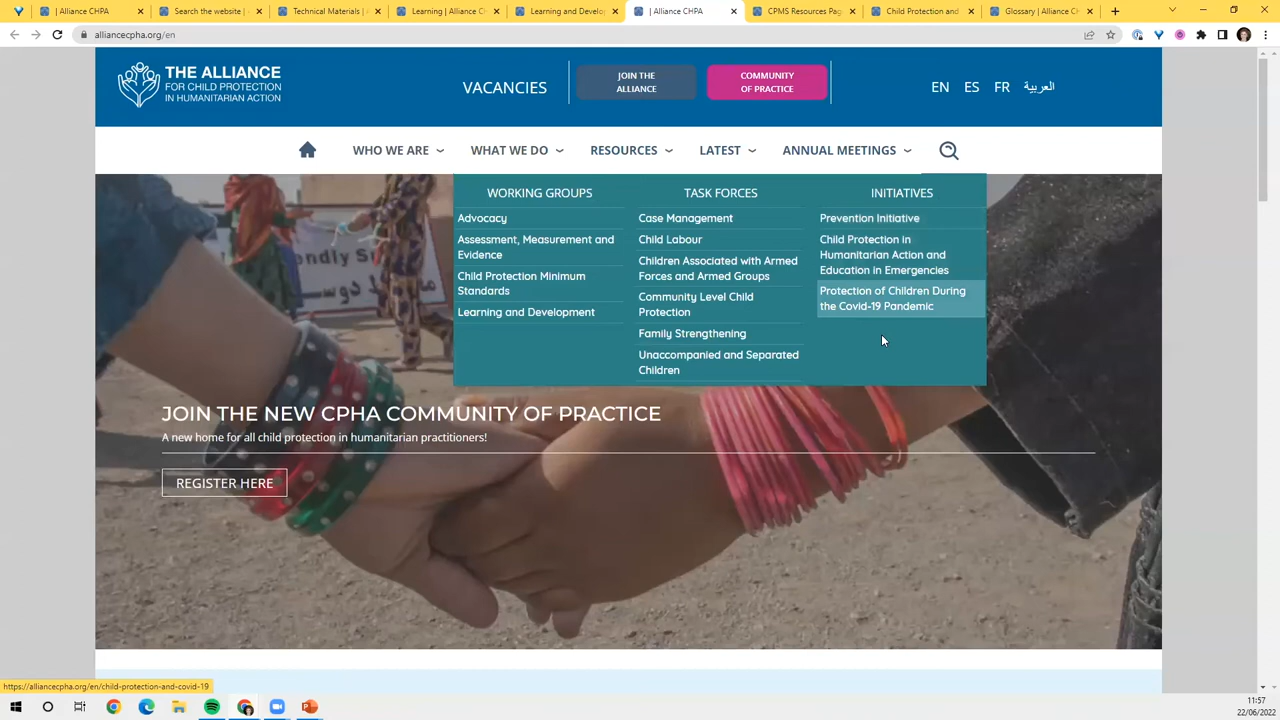 Alliance CHPA
Search the website |
Technical Materials |
Learning | Alliance C
Learning and Develo
| Alliance CHPA
CPMS Resources Pag
Child Protection and
Glossary | Alliance C
alliancecpha.org/en
THE ALLIANCE
FOR CHILD PROTECTION
IN HUMANITARIAN ACTION
VACANCIES
JOIN THE
ALLIANCE
COMMUNITY
OF PRACTICE
EN ES FR العربية
WHO WE ARE
WHAT WE DO
RESOURCES
LATEST
ANNUAL MEETINGS
WORKING GROUPS
Advocacy
Assessment, Measurement and
Evidence
Child Protection Minimum
Standards
Learning and Development
TASK FORCES
Case Management
Child Labour
Children Associated with Armed
Forces and Armed Groups
Community Level Child
Protection
Family Strengthening
Unaccompanied and Separated
Children
INITIATIVES
Prevention Initiative
Child Protection in
Humanitarian Action and
Education in Emergencies
Protection of Children During
the Covid-19 Pandemic
JOIN THE NEW CPHA COMMUNITY OF PRACTICE
A new home for all child protection in humanitarian practitioners!
REGISTER HERE
https://alliancecpha.org/en/child-protection-and-covid-19
11:57
22/06/2022